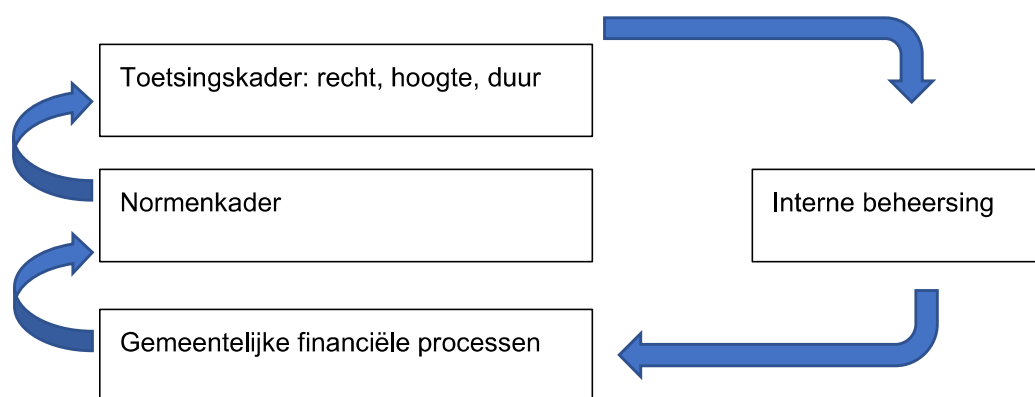 Toetsingskader: recht, hoogte, duur
Normenkader
Interne beheersing
Gemeentelijke financiële processen